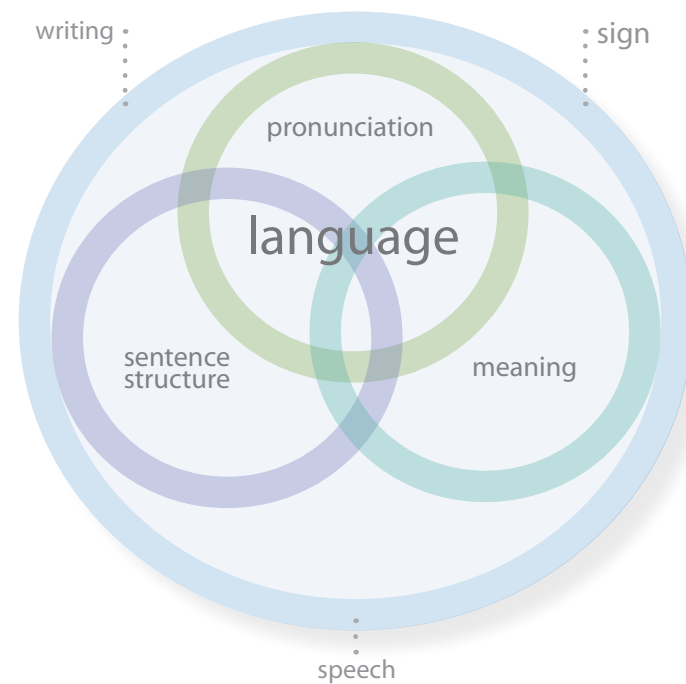 writing
sign
pronunciation
language
sentence
structure
meaning
speech